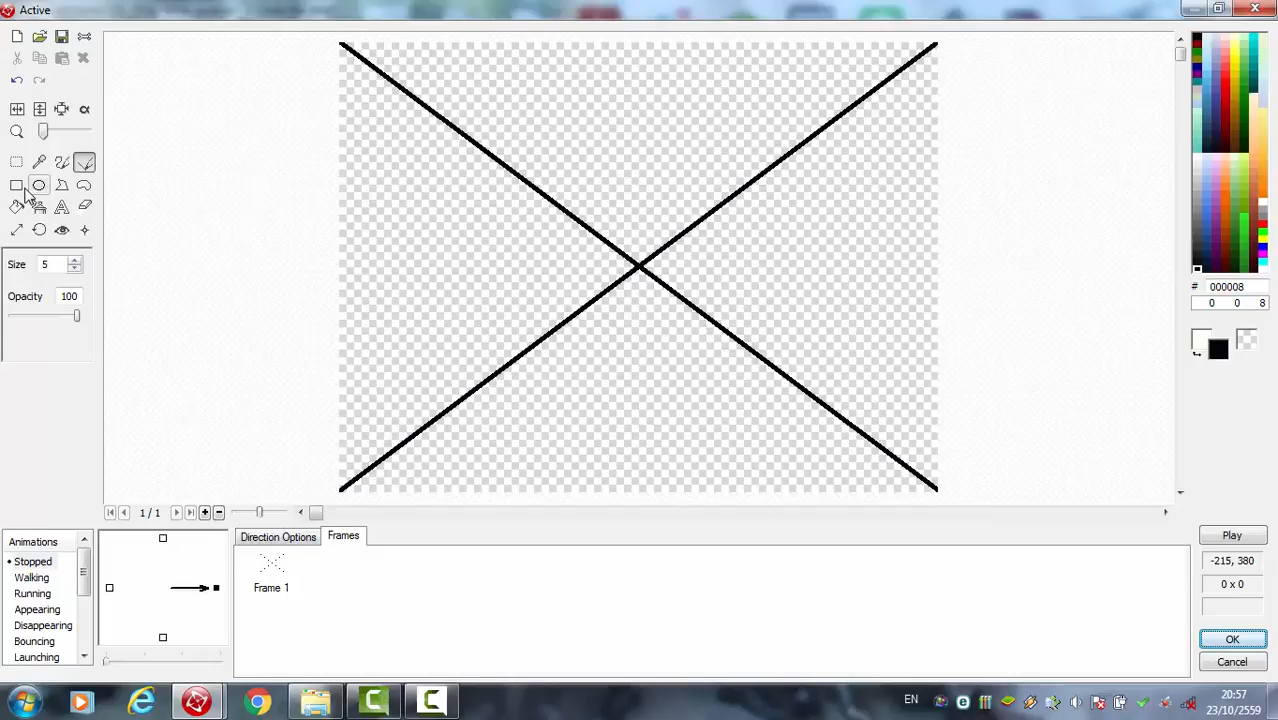 Active
Size 5
Opacity 100
# 000008
0 0 8
1 / 1
Animations
Stopped
Walking
Running
Appearing
Disappearing
Bouncing
Launching
Direction Options
Frames
Frame 1
Play
-215, 380
0 x 0
OK
Cancel
EN
20:57
23/10/2559